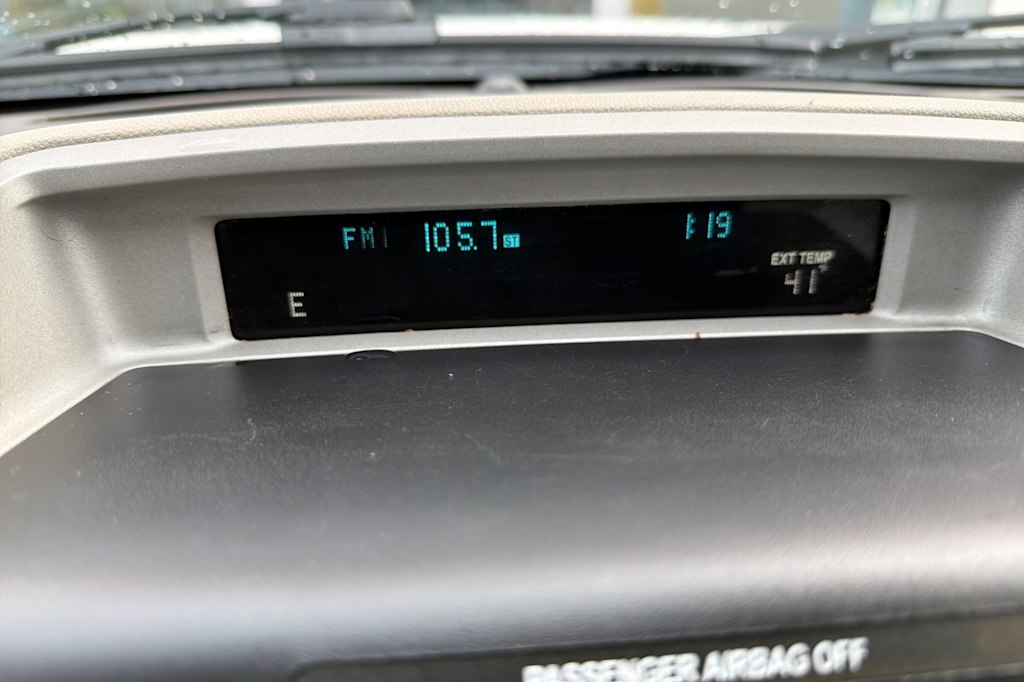 FM1 105.7 ST 1:19
EXT TEMP
E 41°
PASSENGER AIRBAG OFF